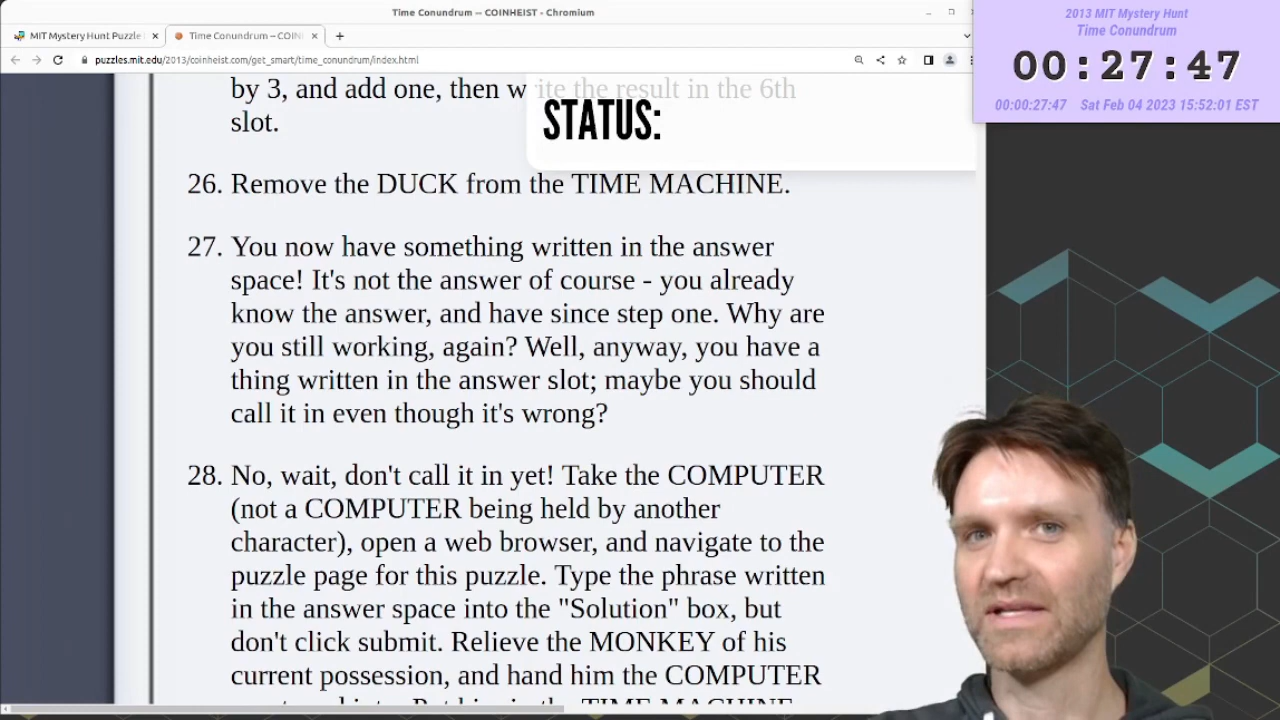 Time Conundrum -- COINHEIST - Chromium
MIT Mystery Hunt Puzzle
Time Conundrum – COIN
puzzles.mit.edu/2013/coinheist.com/get_smart/time_conundrum/index.html
2013 MIT Mystery Hunt
Time Conundrum
00:27:47
00:00:27:47 Sat Feb 04 2023 15:52:01 EST
STATUS:
by 3, and add one, then write the result in the 6th
slot.
26. Remove the DUCK from the TIME MACHINE.
27. You now have something written in the answer
space! It's not the answer of course - you already
know the answer, and have since step one. Why are
you still working, again? Well, anyway, you have a
thing written in the answer slot; maybe you should
call it in even though it's wrong?
28. No, wait, don't call it in yet! Take the COMPUTER
(not a COMPUTER being held by another
character), open a web browser, and navigate to the
puzzle page for this puzzle. Type the phrase written
in the answer space into the "Solution" box, but
don't click submit. Relieve the MONKEY of his
current possession, and hand him the COMPUTER